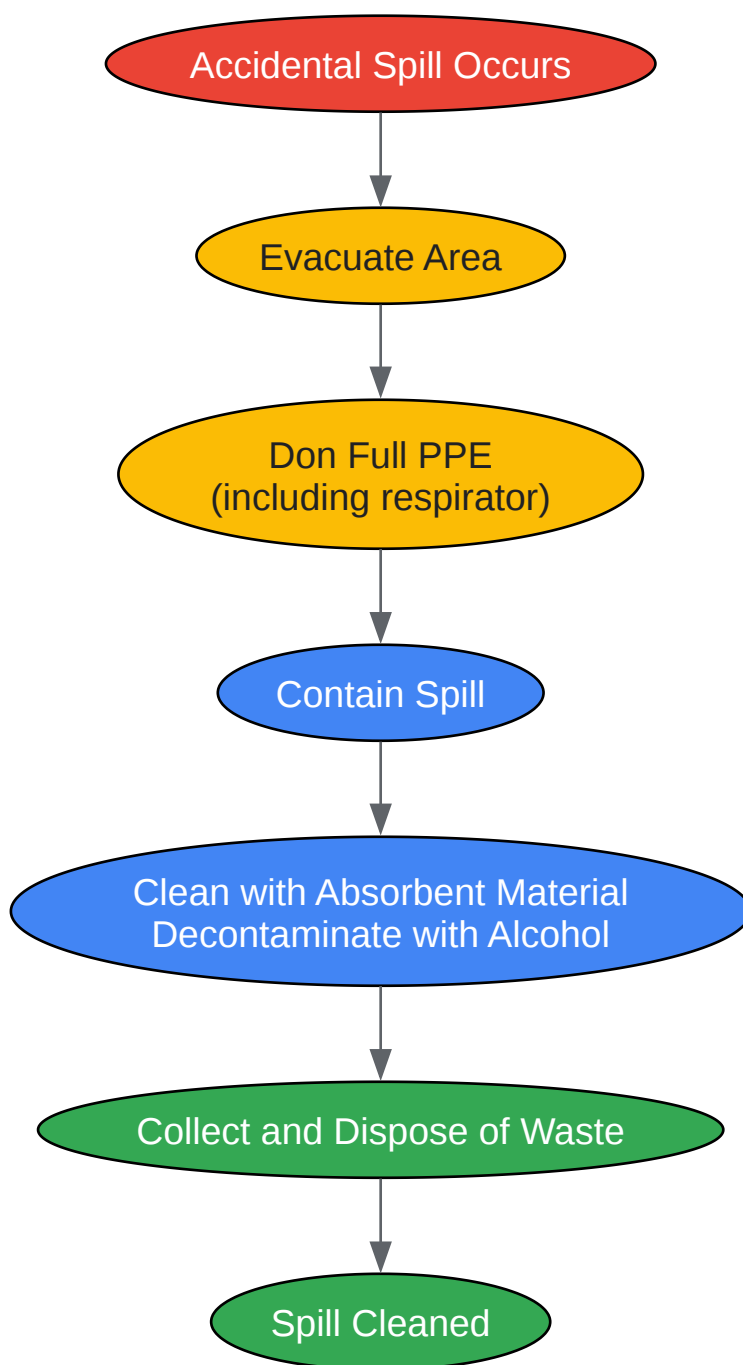 Accidental Spill Occurs
Evacuate Area
Don Full PPE
(including respirator)
Contain Spill
Clean with Absorbent Material
Decontaminate with Alcohol
Collect and Dispose of Waste
Spill Cleaned